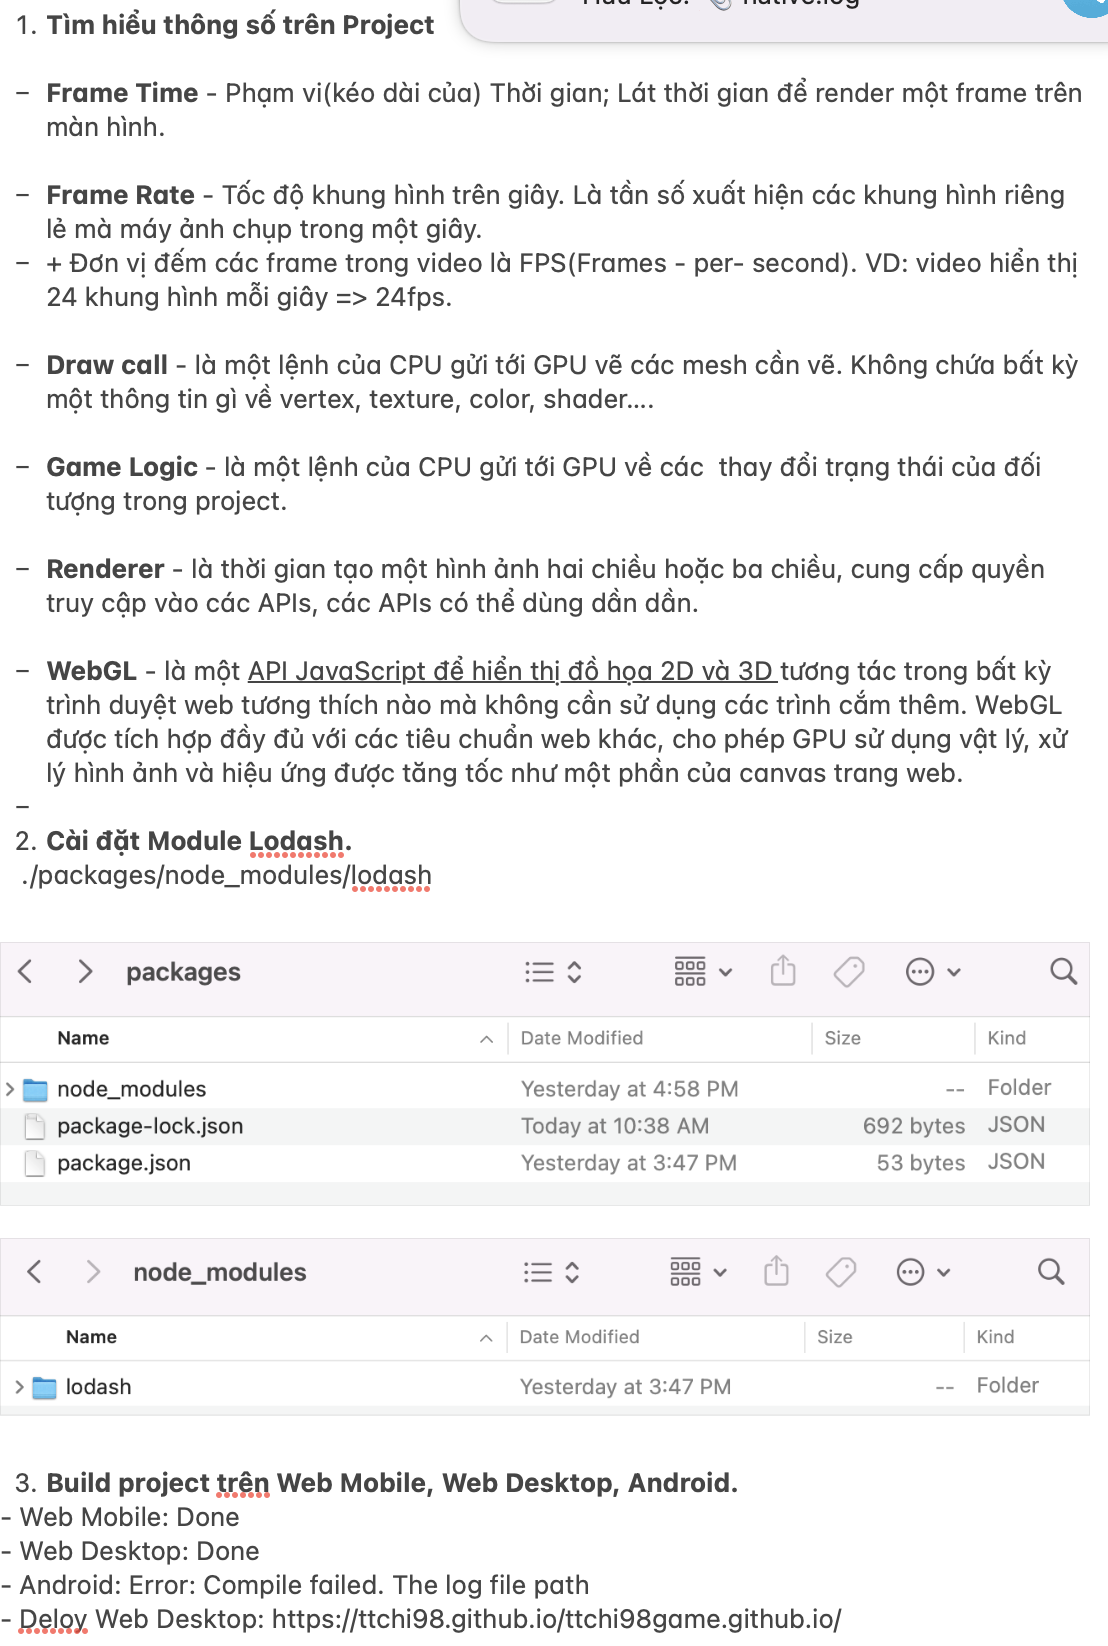 1. Tìm hiểu thông số trên Project
– Frame Time - Phạm vi(kéo dài của) Thời gian; Lát thời gian để render một frame trên
màn hình.
– Frame Rate - Tốc độ khung hình trên giây. Là tần số xuất hiện các khung hình riêng
lẻ mà máy ảnh chụp trong một giây.
– + Đơn vị đếm các frame trong video là FPS(Frames - per- second). VD: video hiển thị
24 khung hình mỗi giây => 24fps.
– Draw call - là một lệnh của CPU gửi tới GPU vẽ các mesh cần vẽ. Không chứa bất kỳ
một thông tin gì về vertex, texture, color, shader....
– Game Logic - là một lệnh của CPU gửi tới GPU về các  thay đổi trạng thái của đối
tượng trong project.
– Renderer - là thời gian tạo một hình ảnh hai chiều hoặc ba chiều, cung cấp quyền
truy cập vào các APIs, các APIs có thể dùng dần dần.
– WebGL - là một API JavaScript để hiển thị đồ họa 2D và 3D tương tác trong bất kỳ
trình duyệt web tương thích nào mà không cần sử dụng các trình cắm thêm. WebGL
được tích hợp đầy đủ với các tiêu chuẩn web khác, cho phép GPU sử dụng vật lý, xử
lý hình ảnh và hiệu ứng được tăng tốc như một phần của canvas trang web.
–
2. Cài đặt Module Lodash.
./packages/node_modules/lodash
packages
Name Date Modified Size Kind
node_modules Yesterday at 4:58 PM -- Folder
package-lock.json Today at 10:38 AM 692 bytes JSON
package.json Yesterday at 3:47 PM 53 bytes JSON
node_modules
Name Date Modified Size Kind
lodash Yesterday at 3:47 PM -- Folder
3. Build project trên Web Mobile, Web Desktop, Android.
- Web Mobile: Done
- Web Desktop: Done
- Android: Error: Compile failed. The log file path
- Deloy Web Desktop: https://ttchi98.github.io/ttchi98game.github.io/